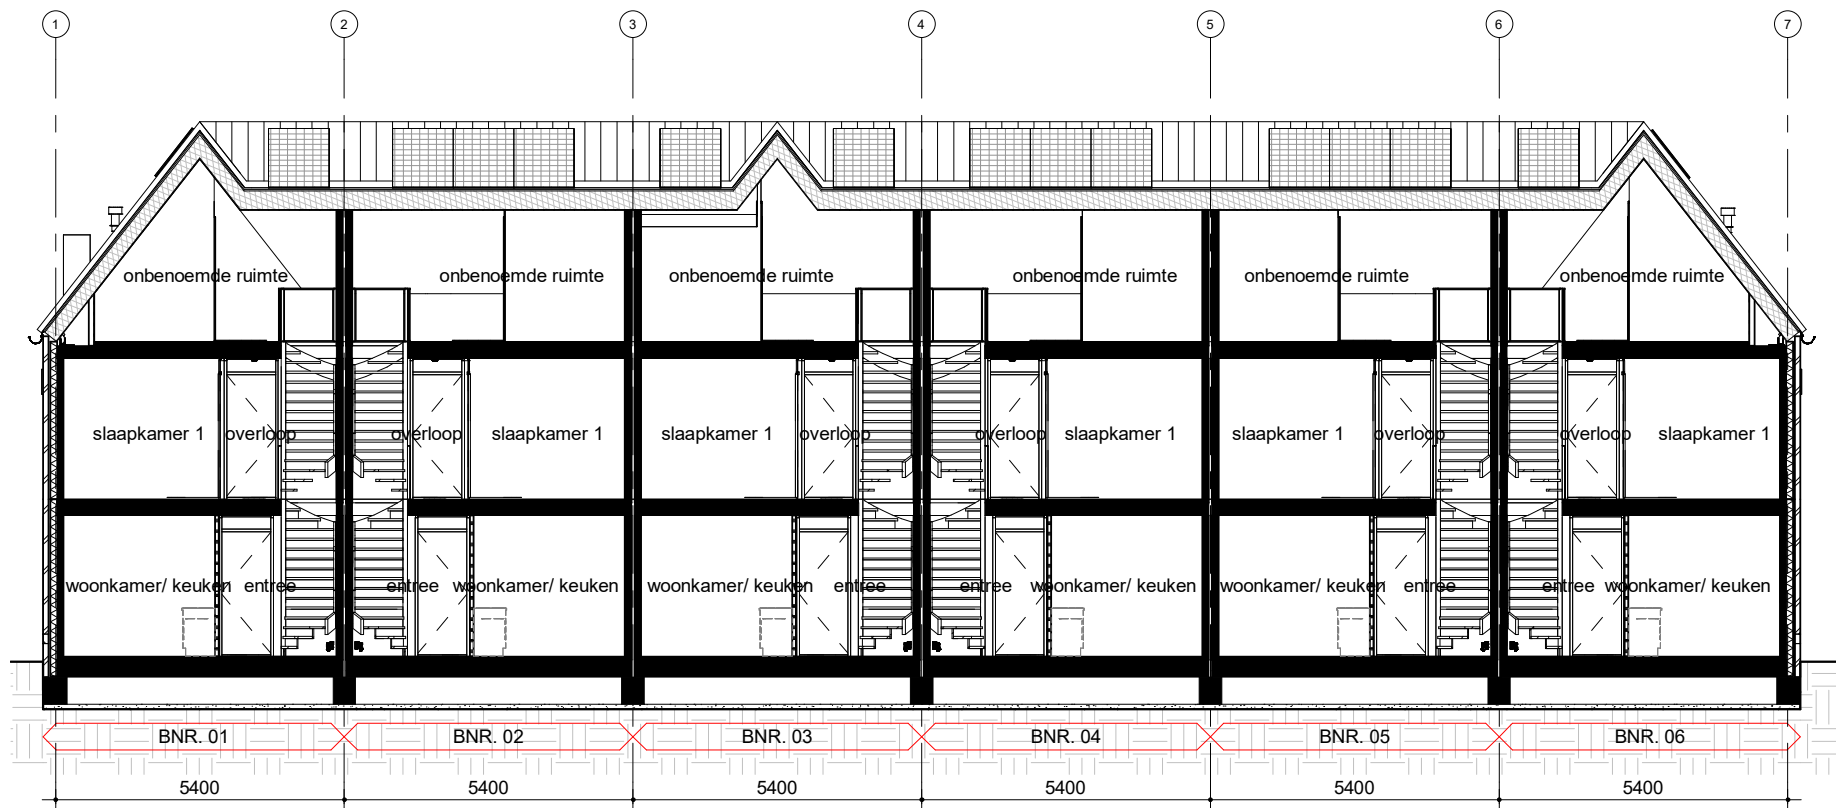 1 2 3 4 5 6 7
onbenoemde ruimte onbenoemde ruimte onbenoemde ruimte onbenoemde ruimte onbenoemde ruimte onbenoemde ruimte
slaapkamer 1 overloop overloop slaapkamer 1 slaapkamer 1 overloop overloop slaapkamer 1 slaapkamer 1 overloop overloop slaapkamer 1
woonkamer/ keuken entree entree woonkamer/ keuken woonkamer/ keuken entree entree woonkamer/ keuken woonkamer/ keuken entree entree woonkamer/ keuken
BNR. 01 BNR. 02 BNR. 03 BNR. 04 BNR. 05 BNR. 06
5400 5400 5400 5400 5400 5400